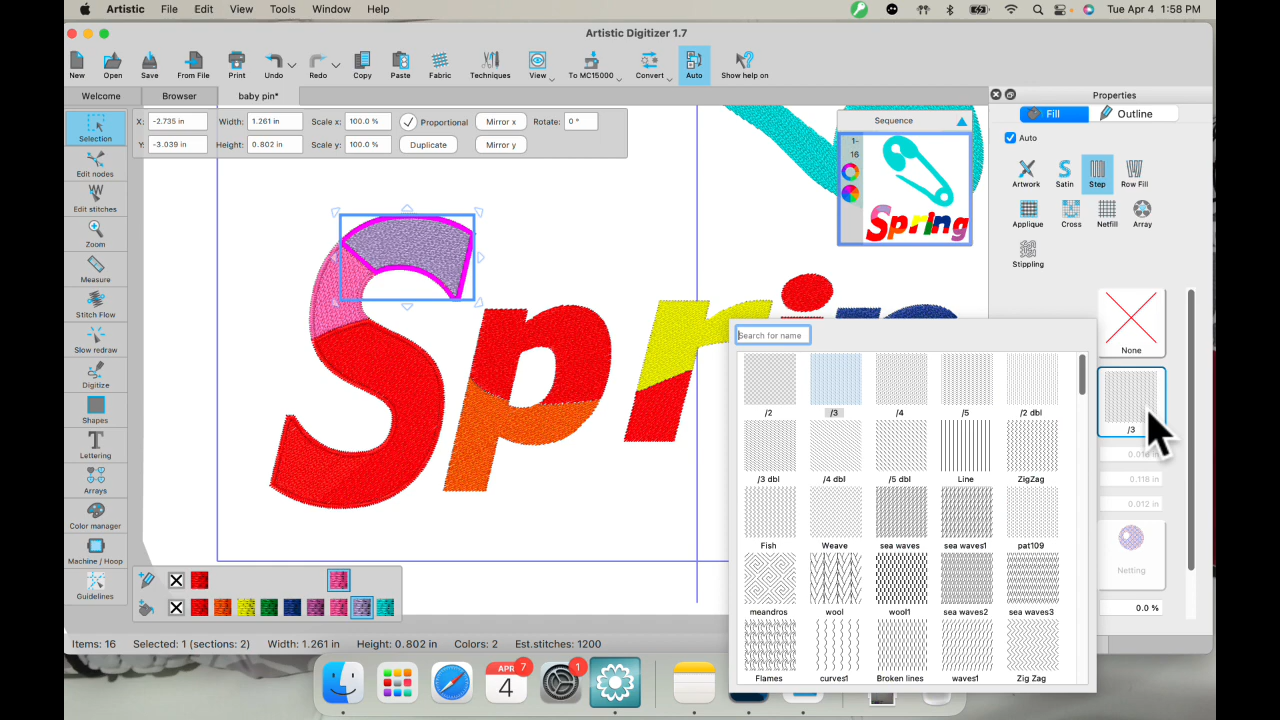 Artistic File Edit View Tools Window Help Tue Apr 4 1:58 PM
Artistic Digitizer 1.7
New Open Save From File Print Undo Redo Copy Paste Fabric Techniques View To MC15000 Convert Auto Show help on
Welcome Browser baby pin*
Properties
X: -2.735 in Width: 1.261 in Scale x: 100.0 % Proportional Mirror x Rotate: 0 °
Y: -3.039 in Height: 0.802 in Scale y: 100.0 % Duplicate Mirror y
Sequence
1-
16
Spring
Fill Outline
Auto
Artwork Satin Step Row Fill
Applique Cross Netfill Array
Stippling
None
/3
0.118 in
0.012 in
Netting
0.0 %
Selection
Edit nodes
Edit stitches
Zoom
Measure
Stitch Flow
Slow redraw
Digitize
Shapes
Lettering
Arrays
Color manager
Machine / Hoop
Guidelines
Sprin
Search for name
/2 /3 /4 /5 /2 dbl
/3 dbl /4 dbl /5 dbl Line ZigZag
Fish Weave sea waves sea waves1 pat109
meandros wool wool1 sea waves2 sea waves3
Flames curves1 Broken lines waves1 Zig Zag
Items: 16 Selected: 1 (sections: 2) Width: 1.261 in Height: 0.802 in Colors: 2 Est.stitches: 1200
APR 7
4
1